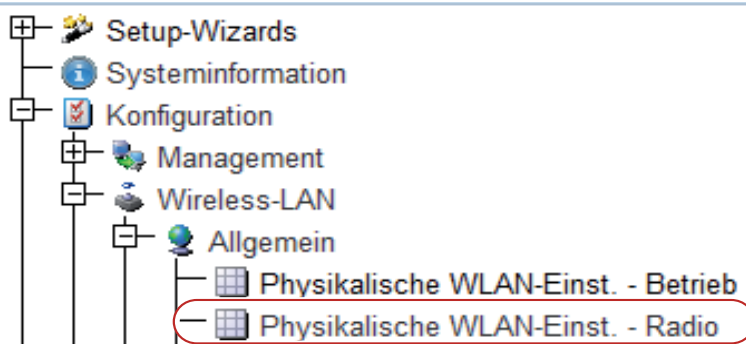 Setup-Wizards
Systeminformation
Konfiguration
Management
Wireless-LAN
Allgemein
Physikalische WLAN-Einst. - Betrieb
Physikalische WLAN-Einst. - Radio